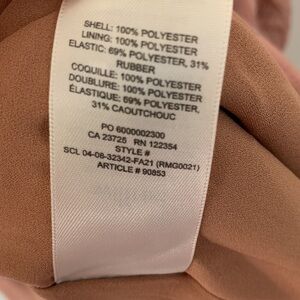 SHELL: 100% POLYESTER
LINING: 100% POLYESTER
ELASTIC: 69% POLYESTER, 31%
RUBBER
COQUILLE: 100% POLYESTER
DOUBLURE: 100% POLYESTER
ÉLASTIQUE: 69% POLYESTER,
31% CAOUTCHOUC
PO 6000002300
CA 23725 RN 122354
STYLE #
SCL 04-08-32342-FA21 (RMG0021)
ARTICLE # 90853